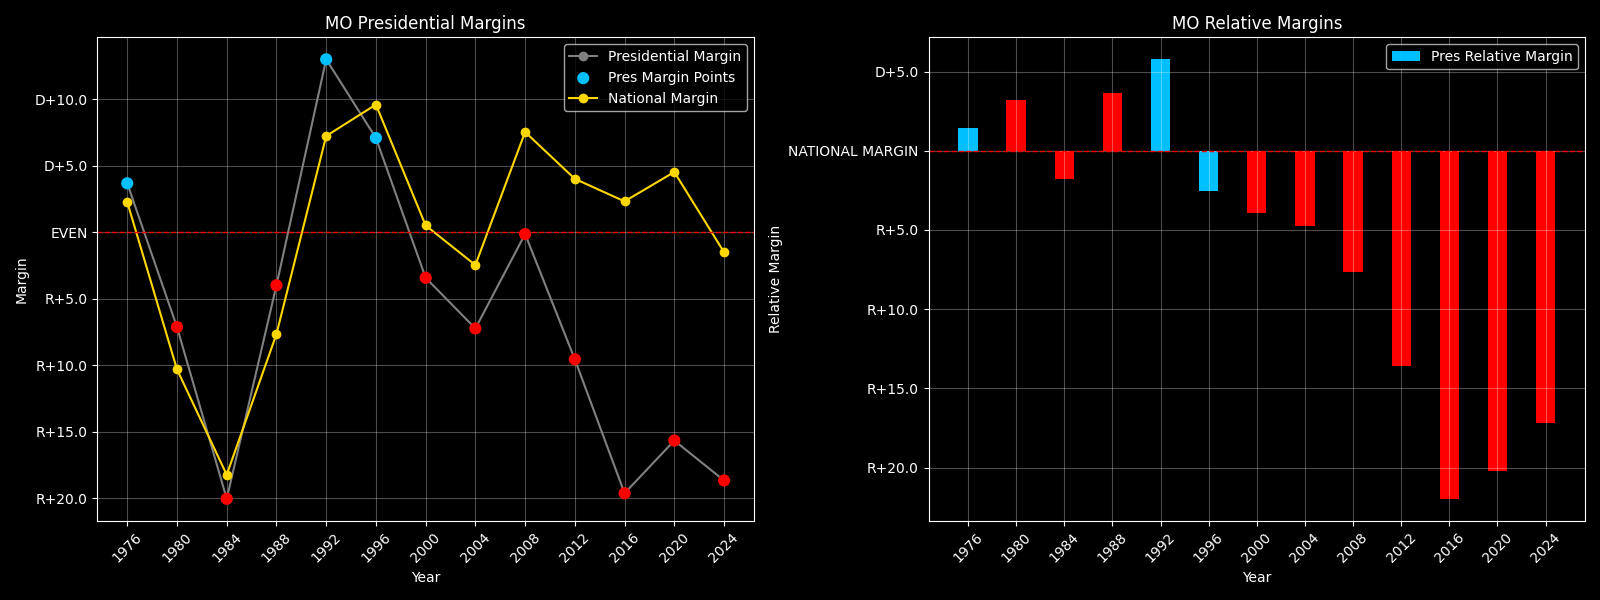 MO Presidential Margins
Presidential Margin
Pres Margin Points
National Margin
D+10.0
D+5.0
EVEN
R+5.0
R+10.0
R+15.0
R+20.0
Margin
1976
1980
1984
1988
1992
1996
2000
2004
2008
2012
2016
2020
2024
Year
MO Relative Margins
Pres Relative Margin
D+5.0
NATIONAL MARGIN
R+5.0
R+10.0
R+15.0
R+20.0
Relative Margin
1976
1980
1984
1988
1992
1996
2000
2004
2008
2012
2016
2020
2024
Year